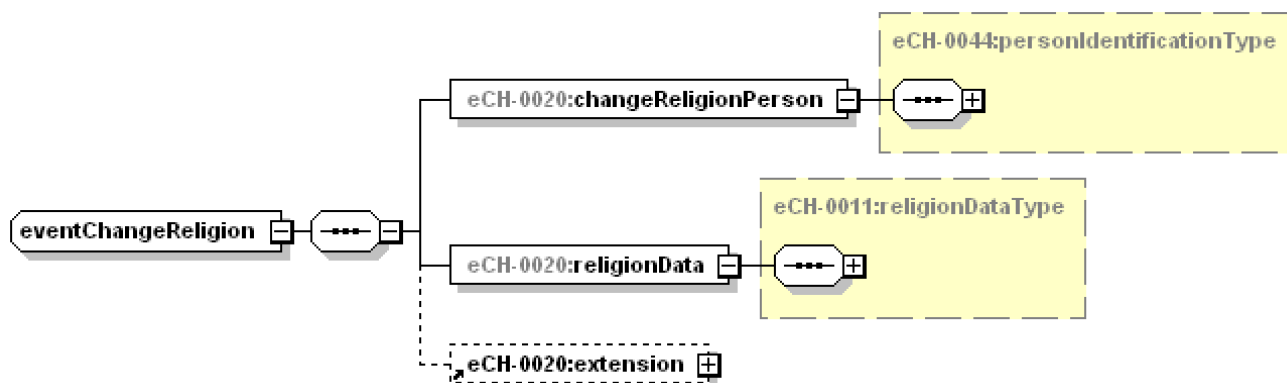 eCH-0044:personIdentificationType
eCH-0020:changeReligionPerson
eventChangeReligion
eCH-0011:religionDataType
eCH-0020:religionData
eCH-0020:extension